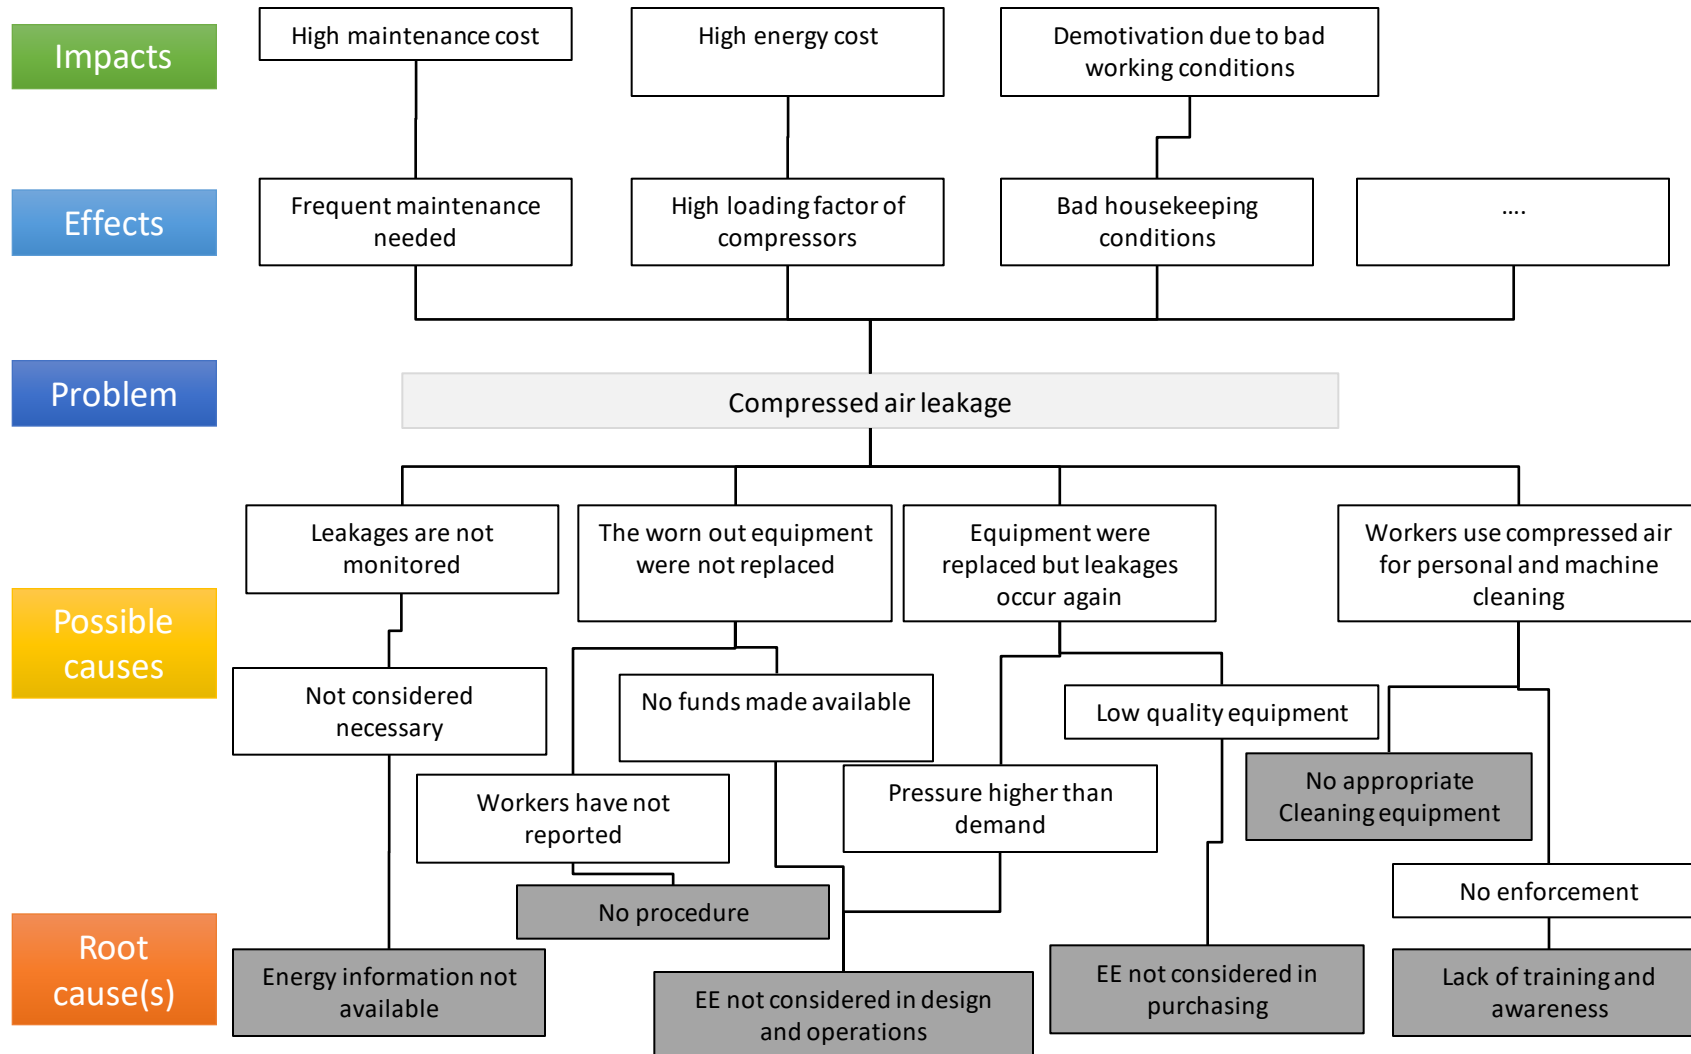 Impacts
High maintenance cost
High energy cost
Demotivation due to bad
working conditions
Effects
Frequent maintenance
needed
High loading factor of
compressors
Bad housekeeping
conditions
....
Problem
Compressed air leakage
Possible
causes
Leakages are not
monitored
The worn out equipment
were not replaced
Equipment were
replaced but leakages
occur again
Workers use compressed air
for personal and machine
cleaning
Not considered
necessary
No funds made available
Low quality equipment
Workers have not
reported
Pressure higher than
demand
No appropriate
Cleaning equipment
No procedure
No enforcement
Root
cause(s)
Energy information not
available
EE not considered in design
and operations
EE not considered in
purchasing
Lack of training and
awareness